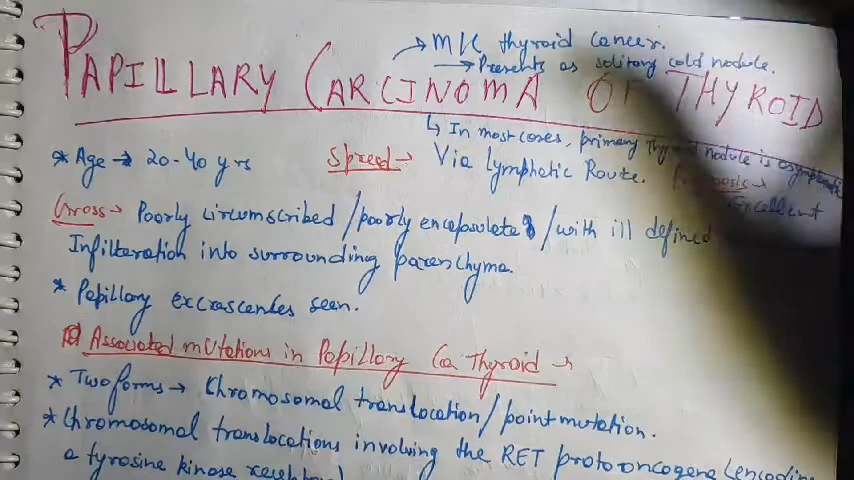 → M/C thyroid cancer.
→ Presents as solitary cold nodule.
PAPILLARY CARCINOMA OF THYROID
↳ In most cases, primary thyroid nodule is asymptomatic
* Age → 20-40 yrs
Spread → Via Lymphatic Route.
→ Excellent
Gross → Poorly circumscribed / poorly encapsulated / with ill defined
Infilteration into surrounding parenchyma.
* Papillary excrascentes seen.
Associated mutations in Papillary Ca Thyroid →
* Two forms → Chromosomal translocation / point mutation.
* Chromosomal translocations involving the RET protooncogene (encoding
a tyrosine kinase